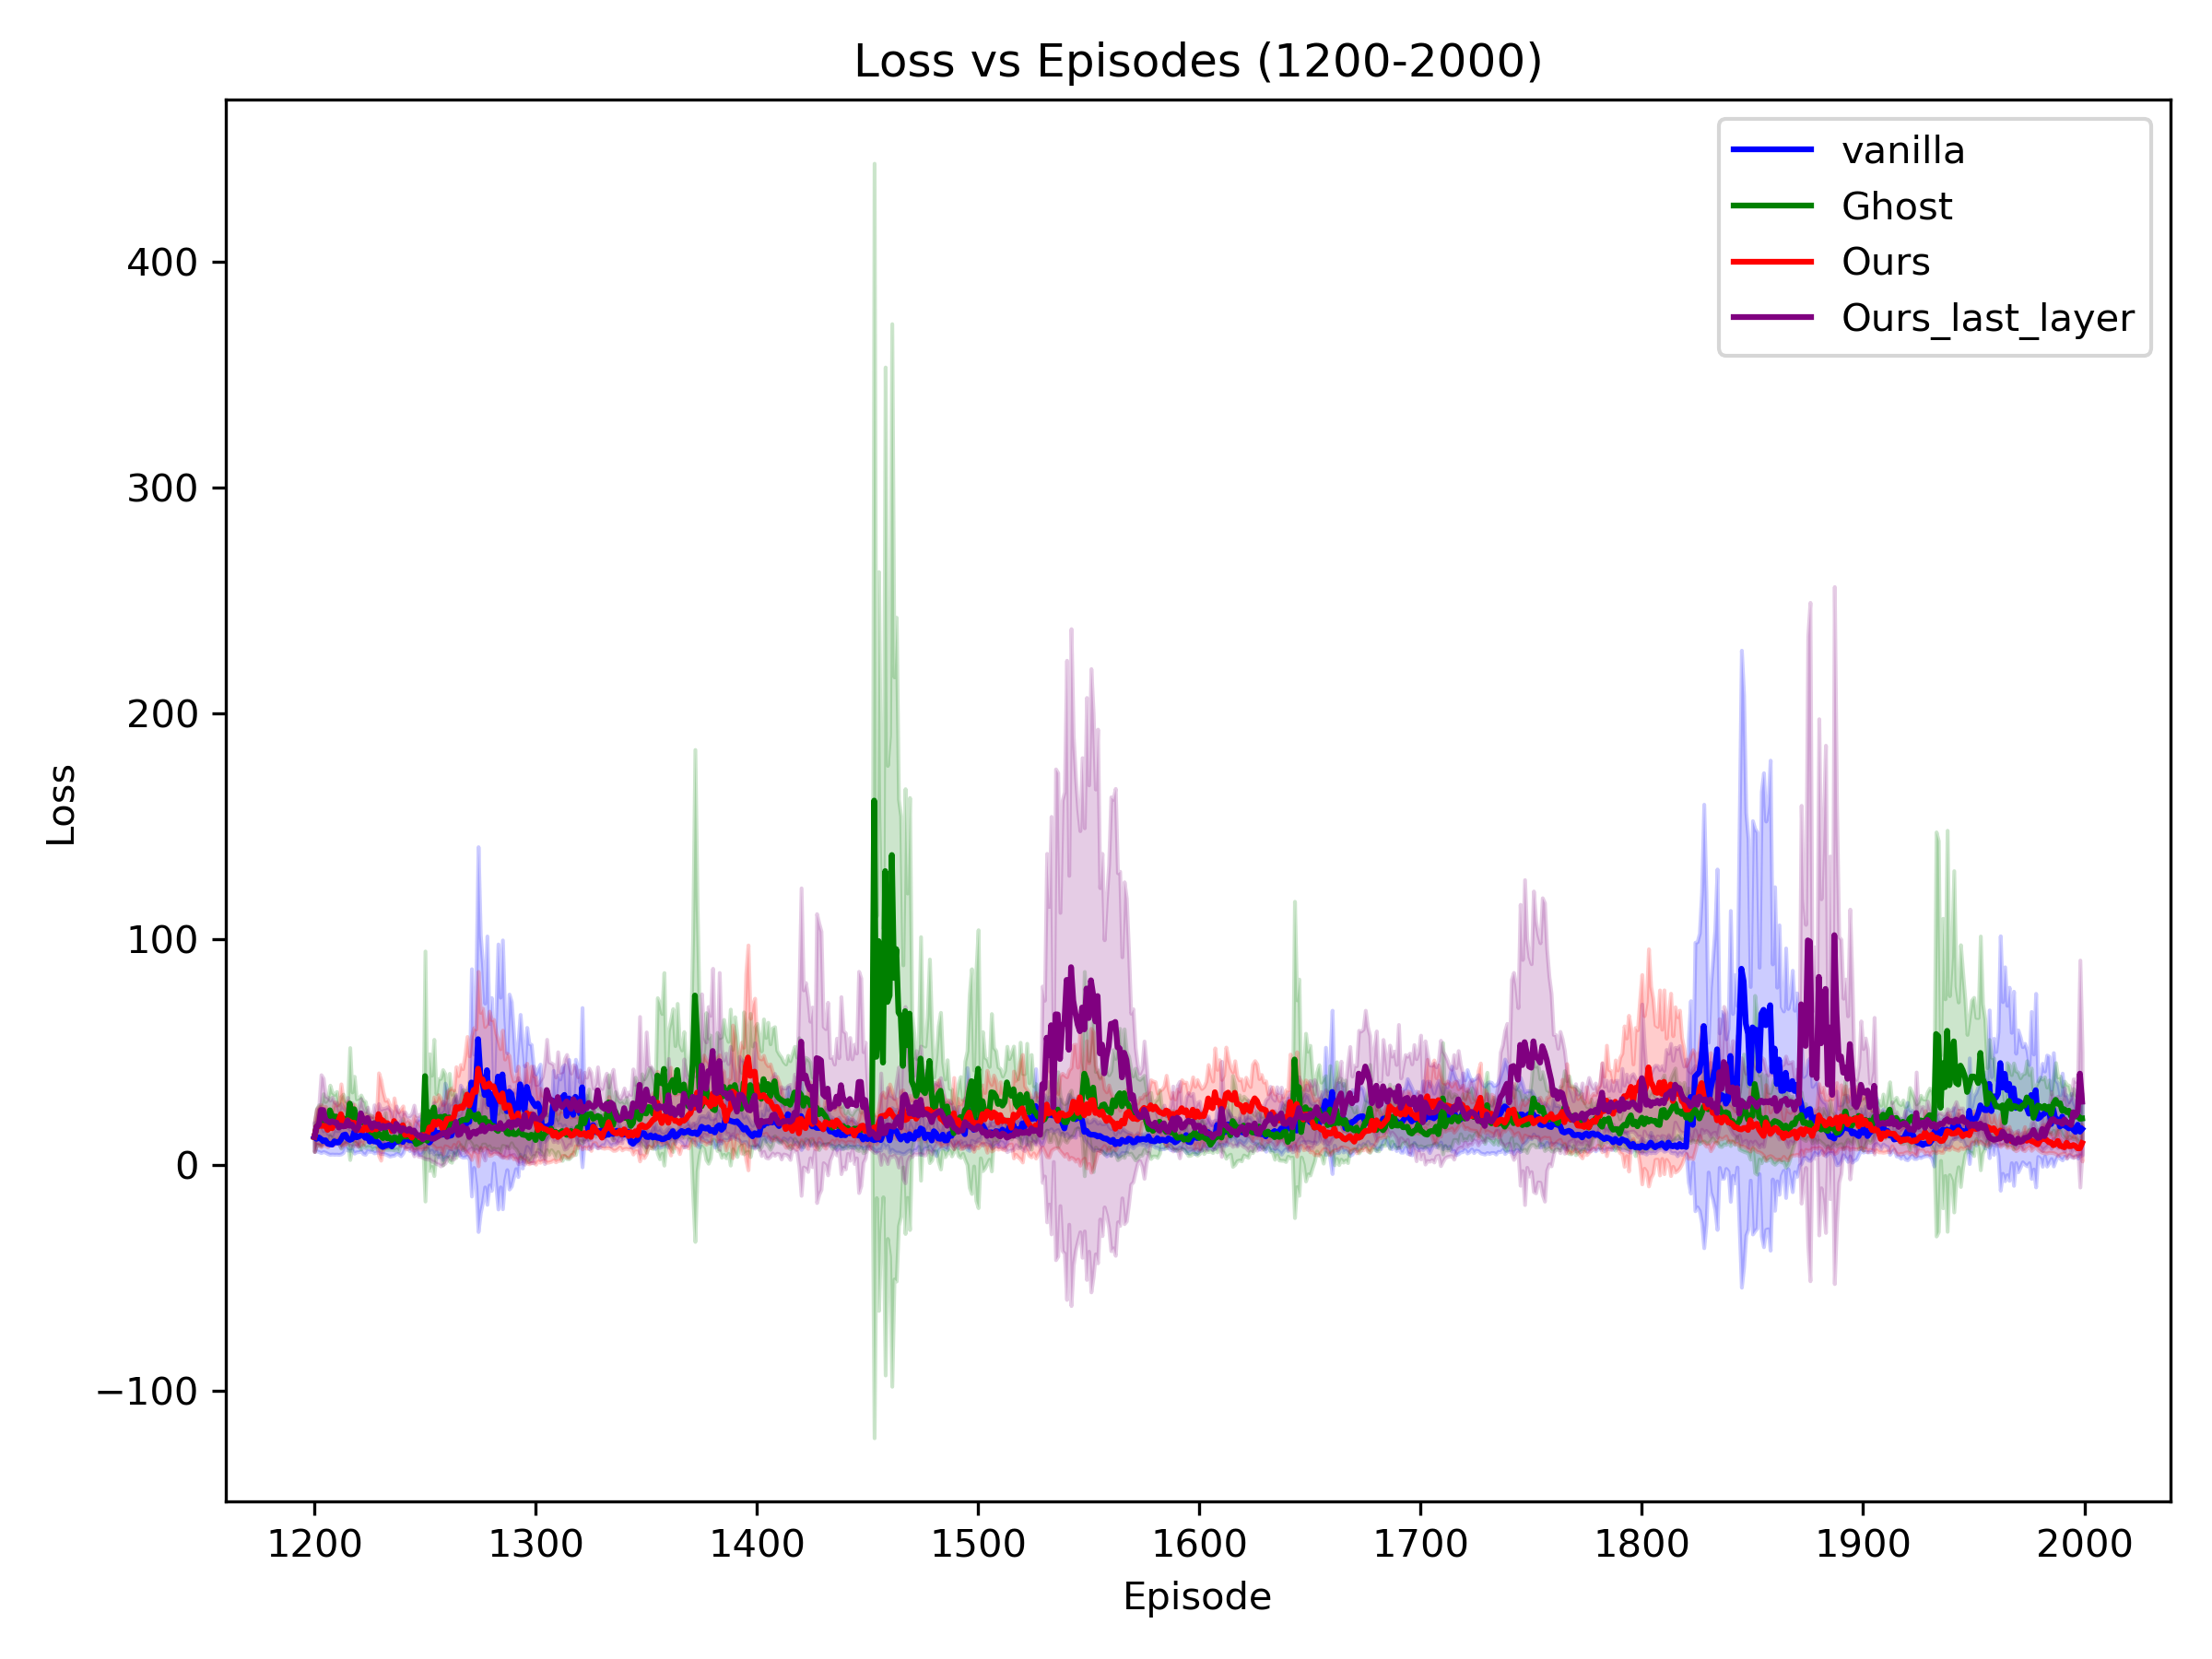 Loss vs Episodes (1200-2000)
vanilla
Ghost
Ours
Ours_last_layer
400
300
200
100
0
−100
Loss
1200 1300 1400 1500 1600 1700 1800 1900 2000
Episode